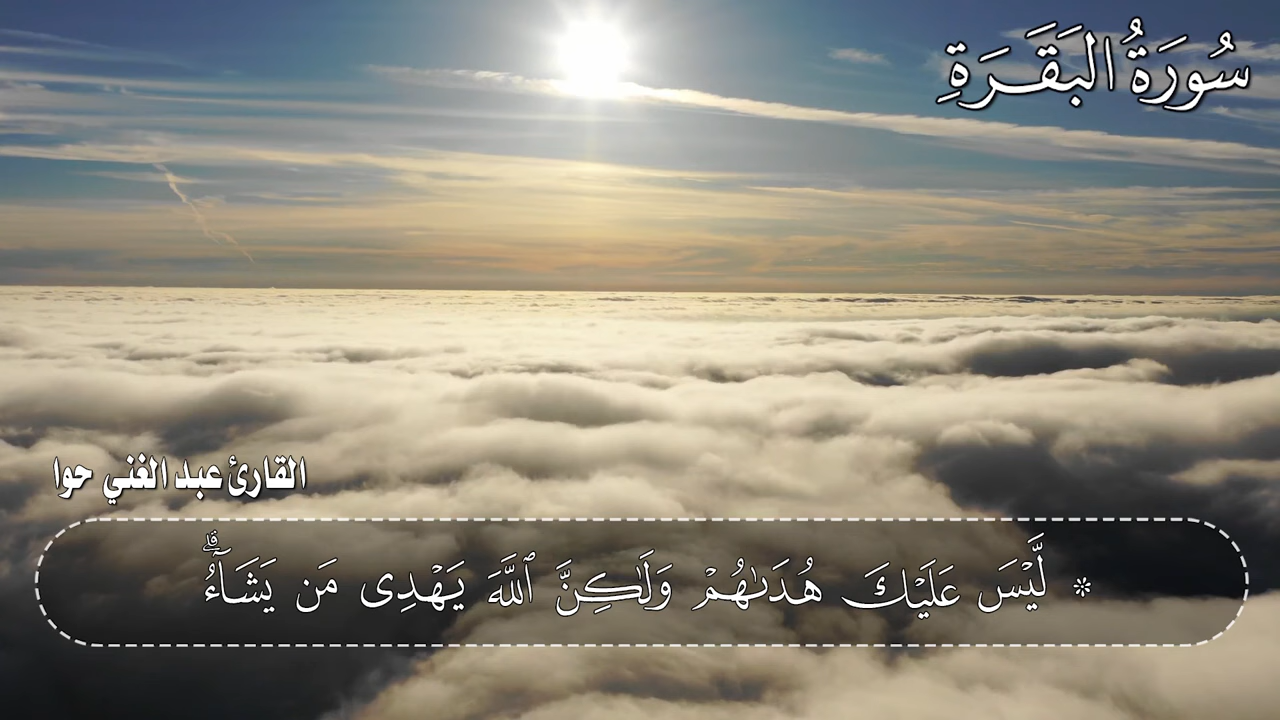 سُورَةُ البَقَرَةِ
القارئ عبد الغني حوا
۞ لَّيْسَ عَلَيْكَ هُدَىٰهُمْ وَلَٰكِنَّ ٱللَّهَ يَهْدِى مَن يَشَآءُ ۗ